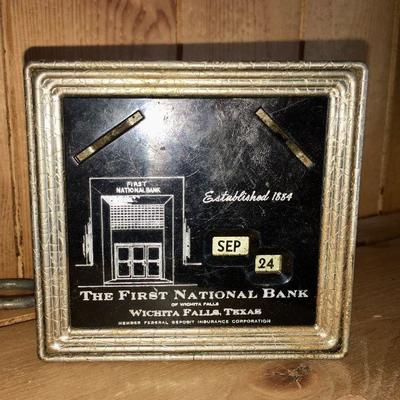 FIRST
NATIONAL BANK
Established 1884
SEP
24
THE FIRST NATIONAL BANK
OF WICHITA FALLS
WICHITA FALLS, TEXAS
MEMBER FEDERAL DEPOSIT INSURANCE CORPORATION